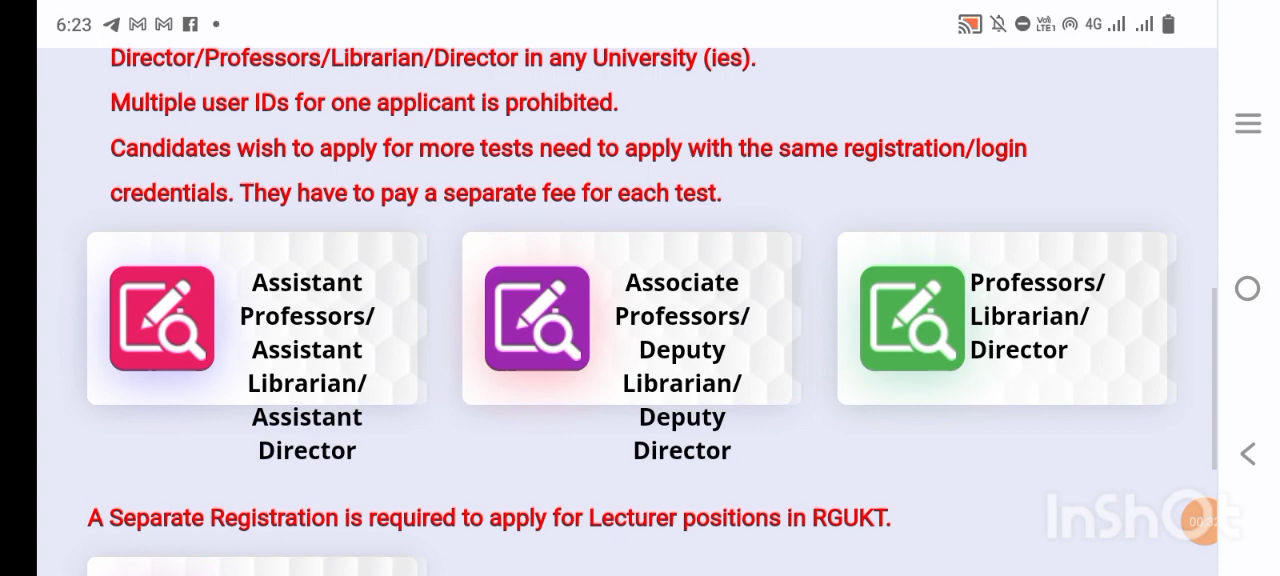 6:23
VoI) LTE1 4G
Director/Professors/Librarian/Director in any University (ies).
Multiple user IDs for one applicant is prohibited.
Candidates wish to apply for more tests need to apply with the same registration/login
credentials. They have to pay a separate fee for each test.
Assistant
Professors/
Assistant
Librarian/
Assistant
Director
Associate
Professors/
Deputy
Librarian/
Deputy
Director
Professors/
Librarian/
Director
A Separate Registration is required to apply for Lecturer positions in RGUKT.
InShOt